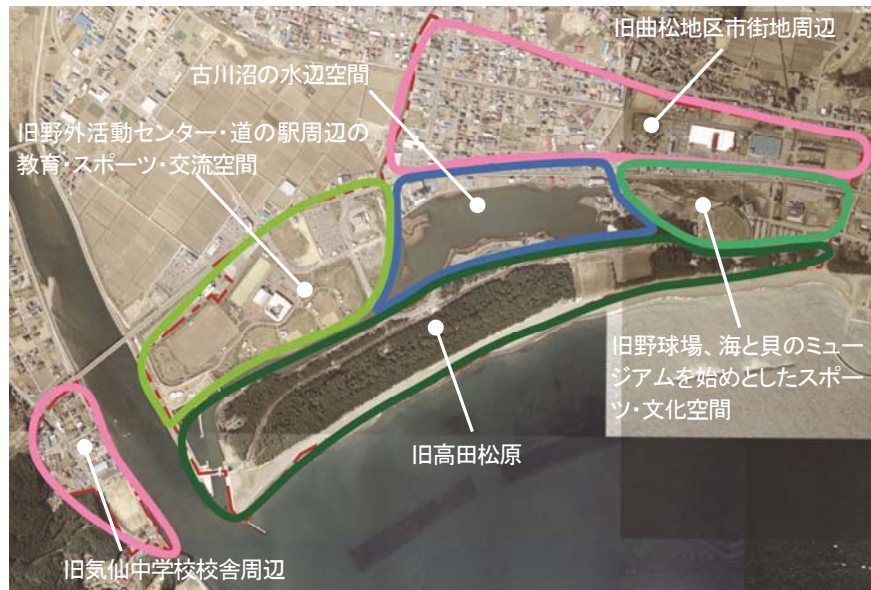 旧曲松地区市街地周辺
古川沼の水辺空間
旧野外活動センター・道の駅周辺の
教育・スポーツ・交流空間
旧野球場、海と貝のミュー
ジアムを始めとしたスポー
ツ・文化空間
旧高田松原
旧気仙中学校校舎周辺